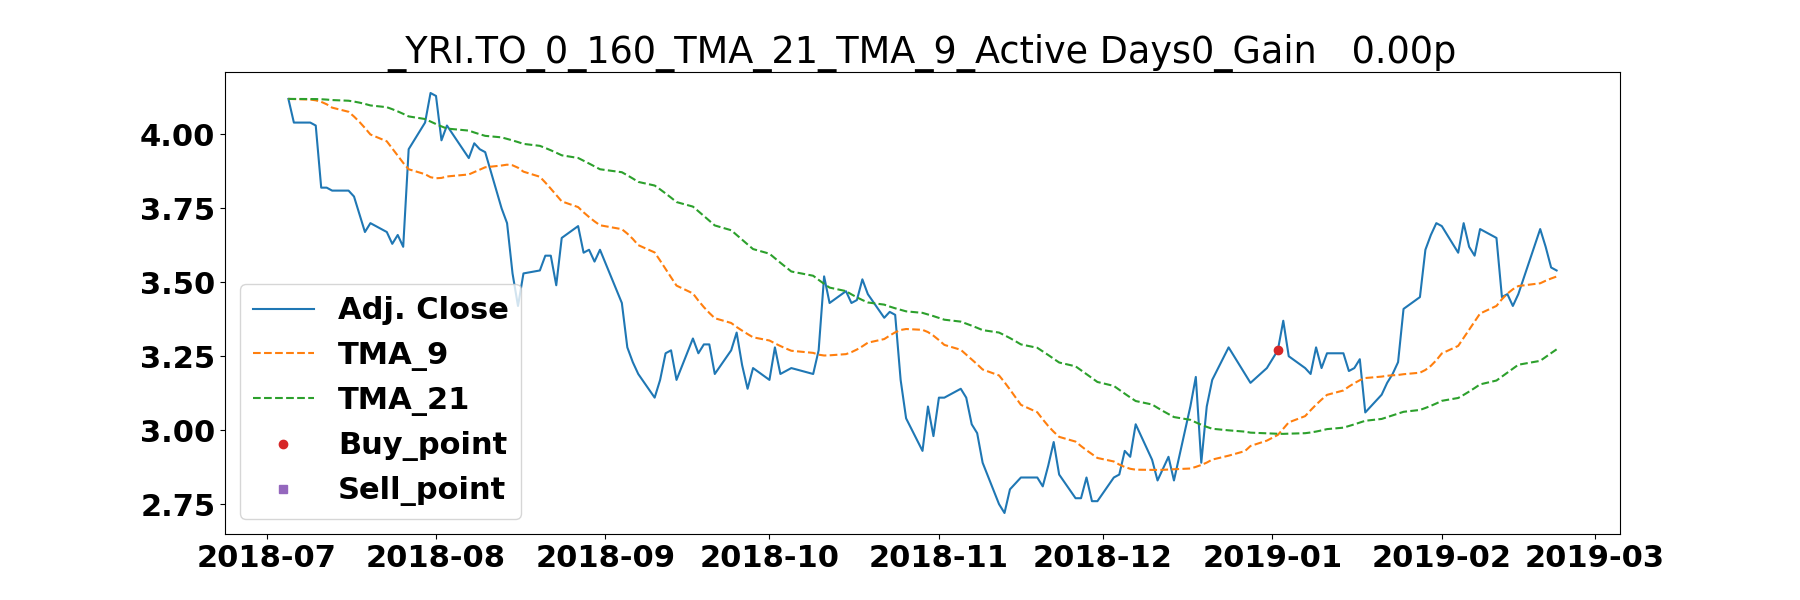 _YRI.TO_0_160_TMA_21_TMA_9_Active Days0_Gain   0.00p
4.00
3.75
3.50
3.25
3.00
2.75
Adj. Close
TMA_9
TMA_21
Buy_point
Sell_point
2018-07 2018-08 2018-09 2018-10 2018-11 2018-12 2019-01 2019-02 2019-03